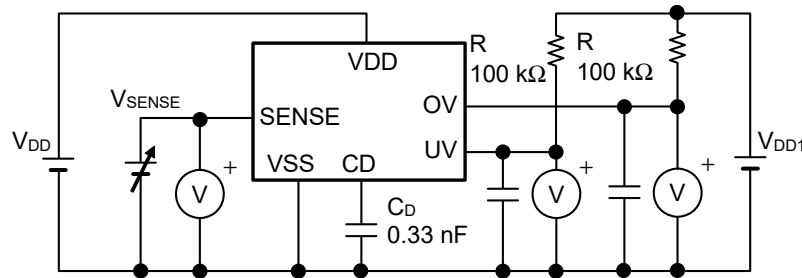 R
100 kΩ
R
100 kΩ
VDD
VSENSE
SENSE
OV
UV
VDD
VDD1
VSS
CD
V
+
V
+
V
+
CD
0.33 nF